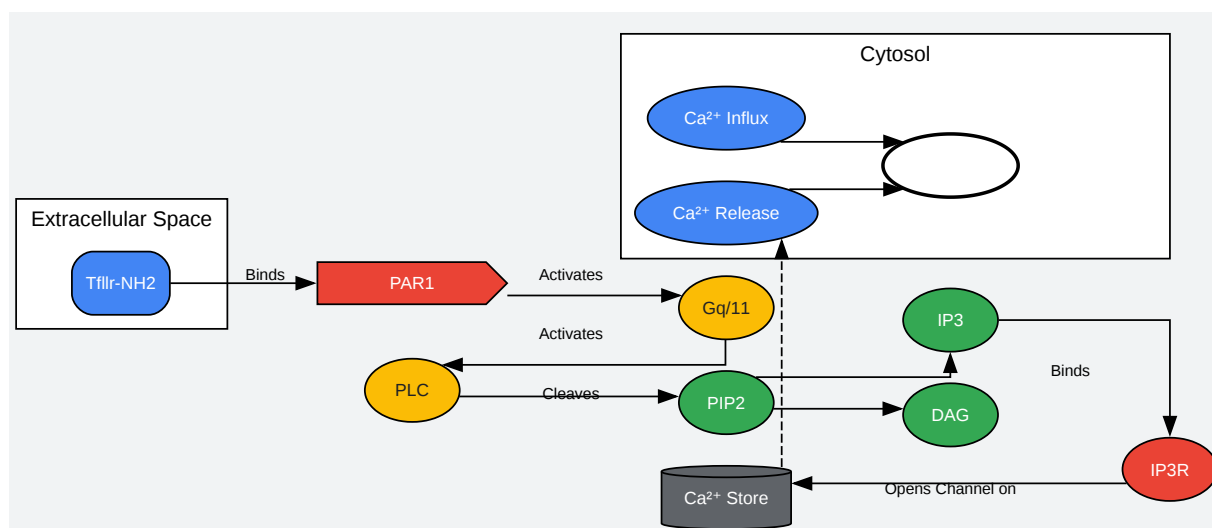 Cytosol
Ca²⁺ Influx
Ca²⁺ Release
Extracellular Space
Tfllr-NH2
Binds
PAR1
Activates
Gq/11
IP3
Activates
Binds
PLC
Cleaves
PIP2
DAG
IP3R
Ca²⁺ Store
Opens Channel on